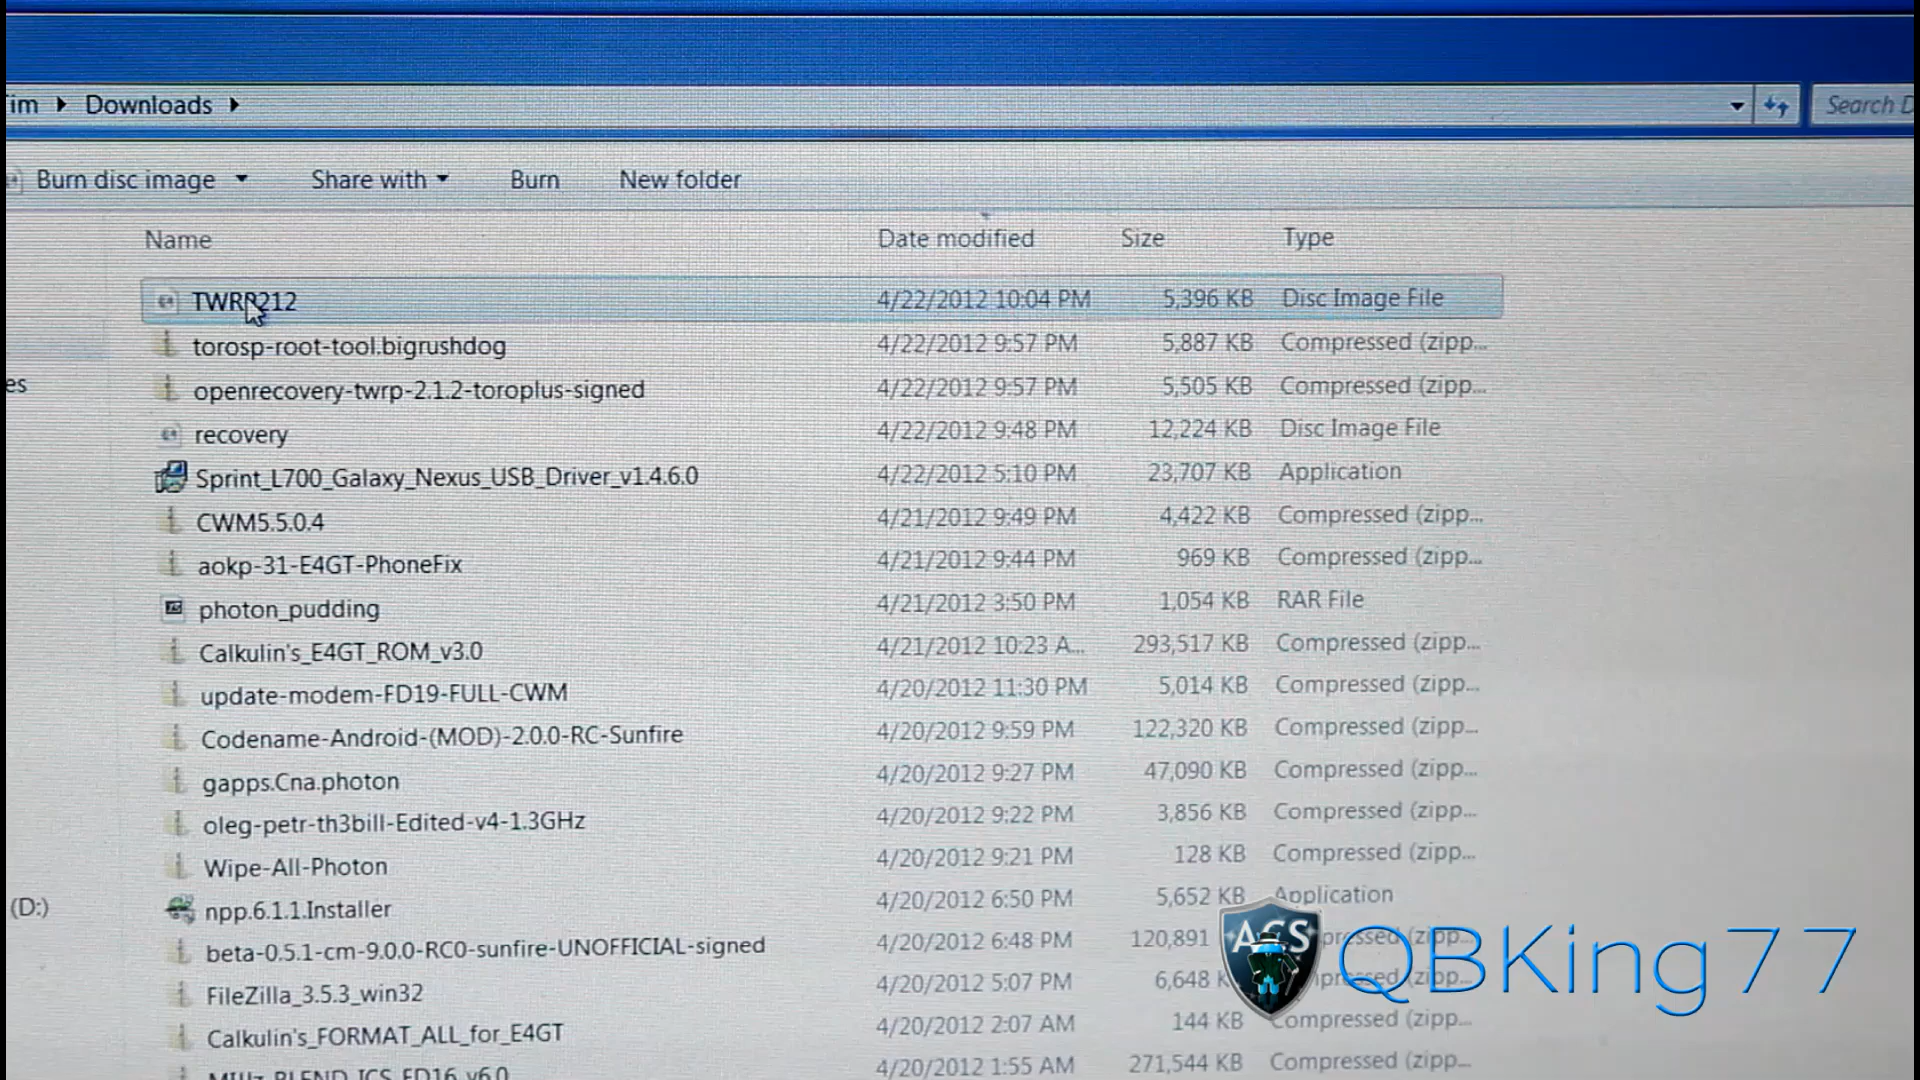 im ▸ Downloads ▸ Search D
Burn disc image Share with Burn New folder
Name Date modified Size Type
TWRP212 4/22/2012 10:04 PM 5,396 KB Disc Image File
torosp-root-tool.bigrushdog 4/22/2012 9:57 PM 5,887 KB Compressed (zipp...
openrecovery-twrp-2.1.2-toroplus-signed 4/22/2012 9:57 PM 5,505 KB Compressed (zipp...
es
recovery 4/22/2012 9:48 PM 12,224 KB Disc Image File
Sprint_L700_Galaxy_Nexus_USB_Driver_v1.4.6.0 4/22/2012 5:10 PM 23,707 KB Application
CWM5.5.0.4 4/21/2012 9:49 PM 4,422 KB Compressed (zipp...
aokp-31-E4GT-PhoneFix 4/21/2012 9:44 PM 969 KB Compressed (zipp...
photon_pudding 4/21/2012 3:50 PM 1,054 KB RAR File
Calkulin's_E4GT_ROM_v3.0 4/21/2012 10:23 A... 293,517 KB Compressed (zipp...
update-modem-FD19-FULL-CWM 4/20/2012 11:30 PM 5,014 KB Compressed (zipp...
Codename-Android-(MOD)-2.0.0-RC-Sunfire 4/20/2012 9:59 PM 122,320 KB Compressed (zipp...
gapps.Cna.photon 4/20/2012 9:27 PM 47,090 KB Compressed (zipp...
oleg-petr-th3bill-Edited-v4-1.3GHz 4/20/2012 9:22 PM 3,856 KB Compressed (zipp...
Wipe-All-Photon 4/20/2012 9:21 PM 128 KB Compressed (zipp...
(D:) npp.6.1.1.Installer 4/20/2012 6:50 PM 5,652 KB Application
beta-0.5.1-cm-9.0.0-RC0-sunfire-UNOFFICIAL-signed 4/20/2012 6:48 PM 120,891 pressed (zipp...
ACS QBKing77
FileZilla_3.5.3_win32 4/20/2012 5:07 PM 6,648 K pressed (zipp...
Calkulin's_FORMAT_ALL_for_E4GT 4/20/2012 2:07 AM 144 KB Compressed (zipp...
4/20/2012 1:55 AM 271,544 KB Compressed (zipp...